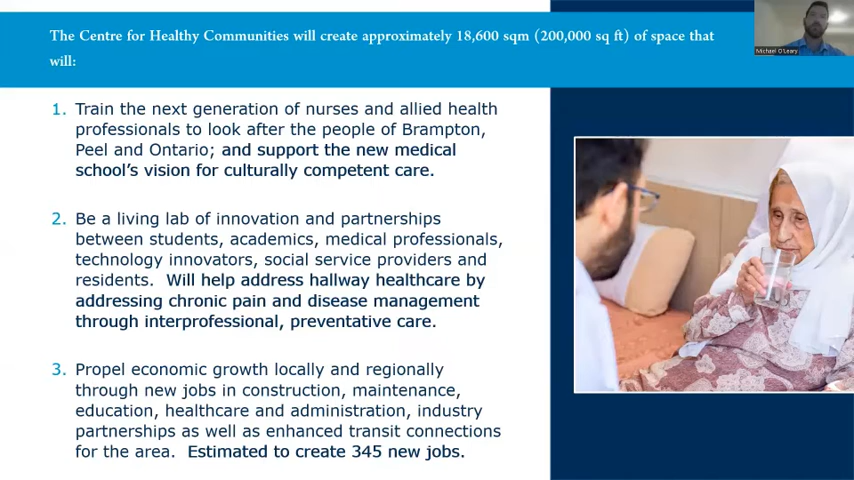 The Centre for Healthy Communities will create approximately 18,600 sqm (200,000 sq ft) of space that
will:
Michael O'Leary
1. Train the next generation of nurses and allied health
professionals to look after the people of Brampton,
Peel and Ontario; and support the new medical
school's vision for culturally competent care.
2. Be a living lab of innovation and partnerships
between students, academics, medical professionals,
technology innovators, social service providers and
residents. Will help address hallway healthcare by
addressing chronic pain and disease management
through interprofessional, preventative care.
3. Propel economic growth locally and regionally
through new jobs in construction, maintenance,
education, healthcare and administration, industry
partnerships as well as enhanced transit connections
for the area. Estimated to create 345 new jobs.